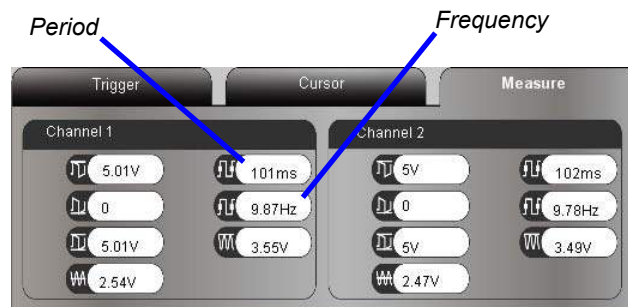 Period
Frequency
Trigger
Cursor
Measure
Channel 1
5.01V
101ms
0
9.87Hz
5.01V
3.55V
2.54V
Channel 2
5V
102ms
0
9.78Hz
5V
3.49V
2.47V